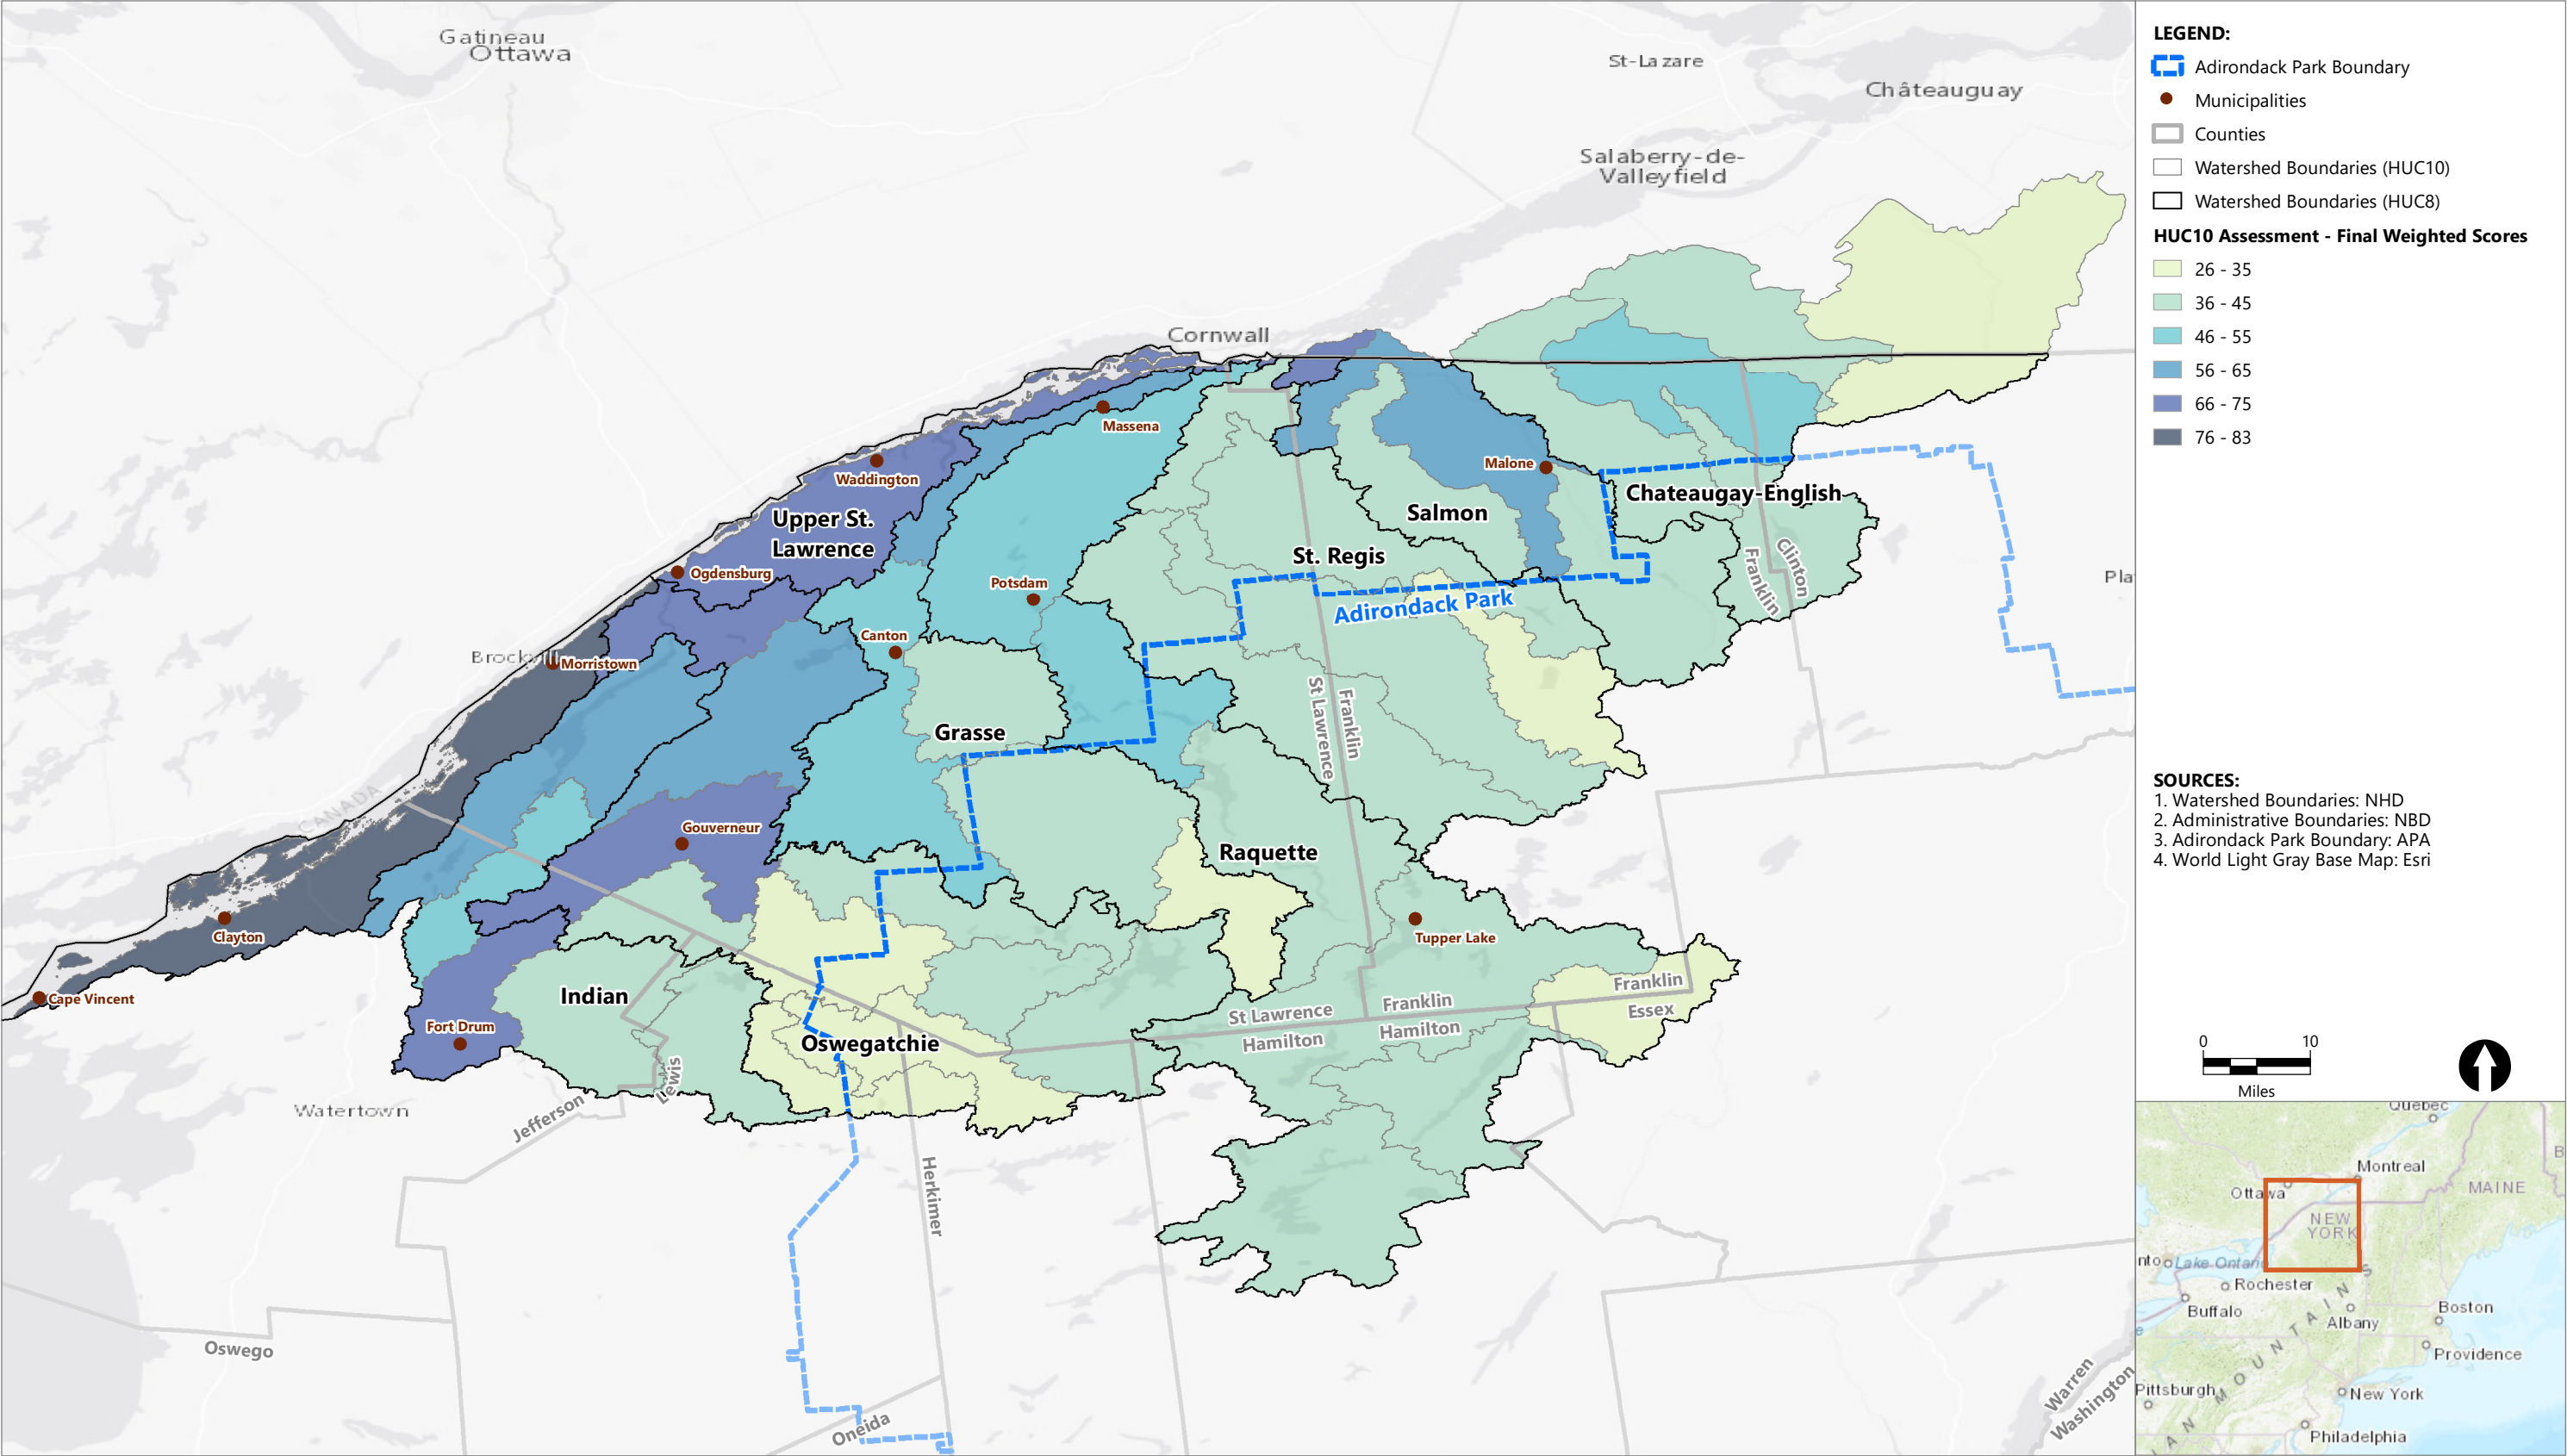 Gatineau
Ottawa
St-Lazare
Châteauguay
Salaberry-de-
Valleyfield
Cornwall
Massena
Waddington
Malone
Upper St.
Lawrence
Chateaugay-English
Salmon
St. Regis
Ogdensburg
Potsdam
Adirondack Park
Franklin
Clinton
Canton
Morristown
Grasse
St Lawrence
Franklin
CANADA
Gouverneur
Raquette
Clayton
Tupper Lake
Cape Vincent
Indian
Franklin
Franklin
Essex
St Lawrence
Hamilton
Hamilton
Fort Drum
Oswegatchie
Lewis
Jefferson
Watertown
Herkimer
Oswego
Oneida
Warren
Washington
Pla
LEGEND:
Adirondack Park Boundary
Municipalities
Counties
Watershed Boundaries (HUC10)
Watershed Boundaries (HUC8)
HUC10 Assessment - Final Weighted Scores
26 - 35
36 - 45
46 - 55
56 - 65
66 - 75
76 - 83
SOURCES:
1. Watershed Boundaries: NHD
2. Administrative Boundaries: NBD
3. Adirondack Park Boundary: APA
4. World Light Gray Base Map: Esri
0 10
Miles
Quebec
Montreal
Ottawa
MAINE
NEW
YORK
nto
Lake Ontario
Rochester
Buffalo
Boston
Albany
Providence
Pittsburgh
New York
Philadelphia
AN MOUNTAINS